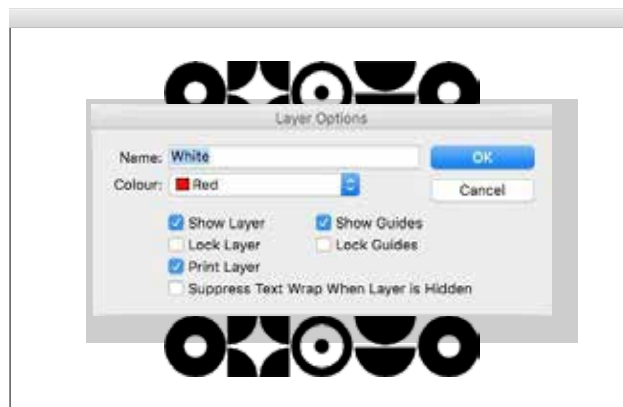 Layer Options
Name: White OK
Colour: Red Cancel
Show Layer Show Guides
Lock Layer Lock Guides
Print Layer
Suppress Text Wrap When Layer is Hidden